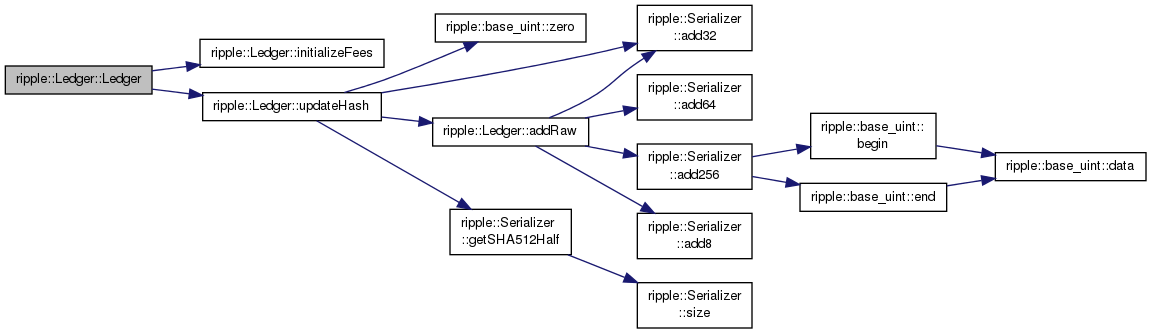 ripple::Ledger::Ledger
ripple::Ledger::initializeFees
ripple::Ledger::updateHash
ripple::base_uint::zero
ripple::Ledger::addRaw
ripple::Serializer
::getSHA512Half
ripple::Serializer
::add32
ripple::Serializer
::add64
ripple::Serializer
::add256
ripple::Serializer
::add8
ripple::Serializer
::size
ripple::base_uint::
begin
ripple::base_uint::end
ripple::base_uint::data